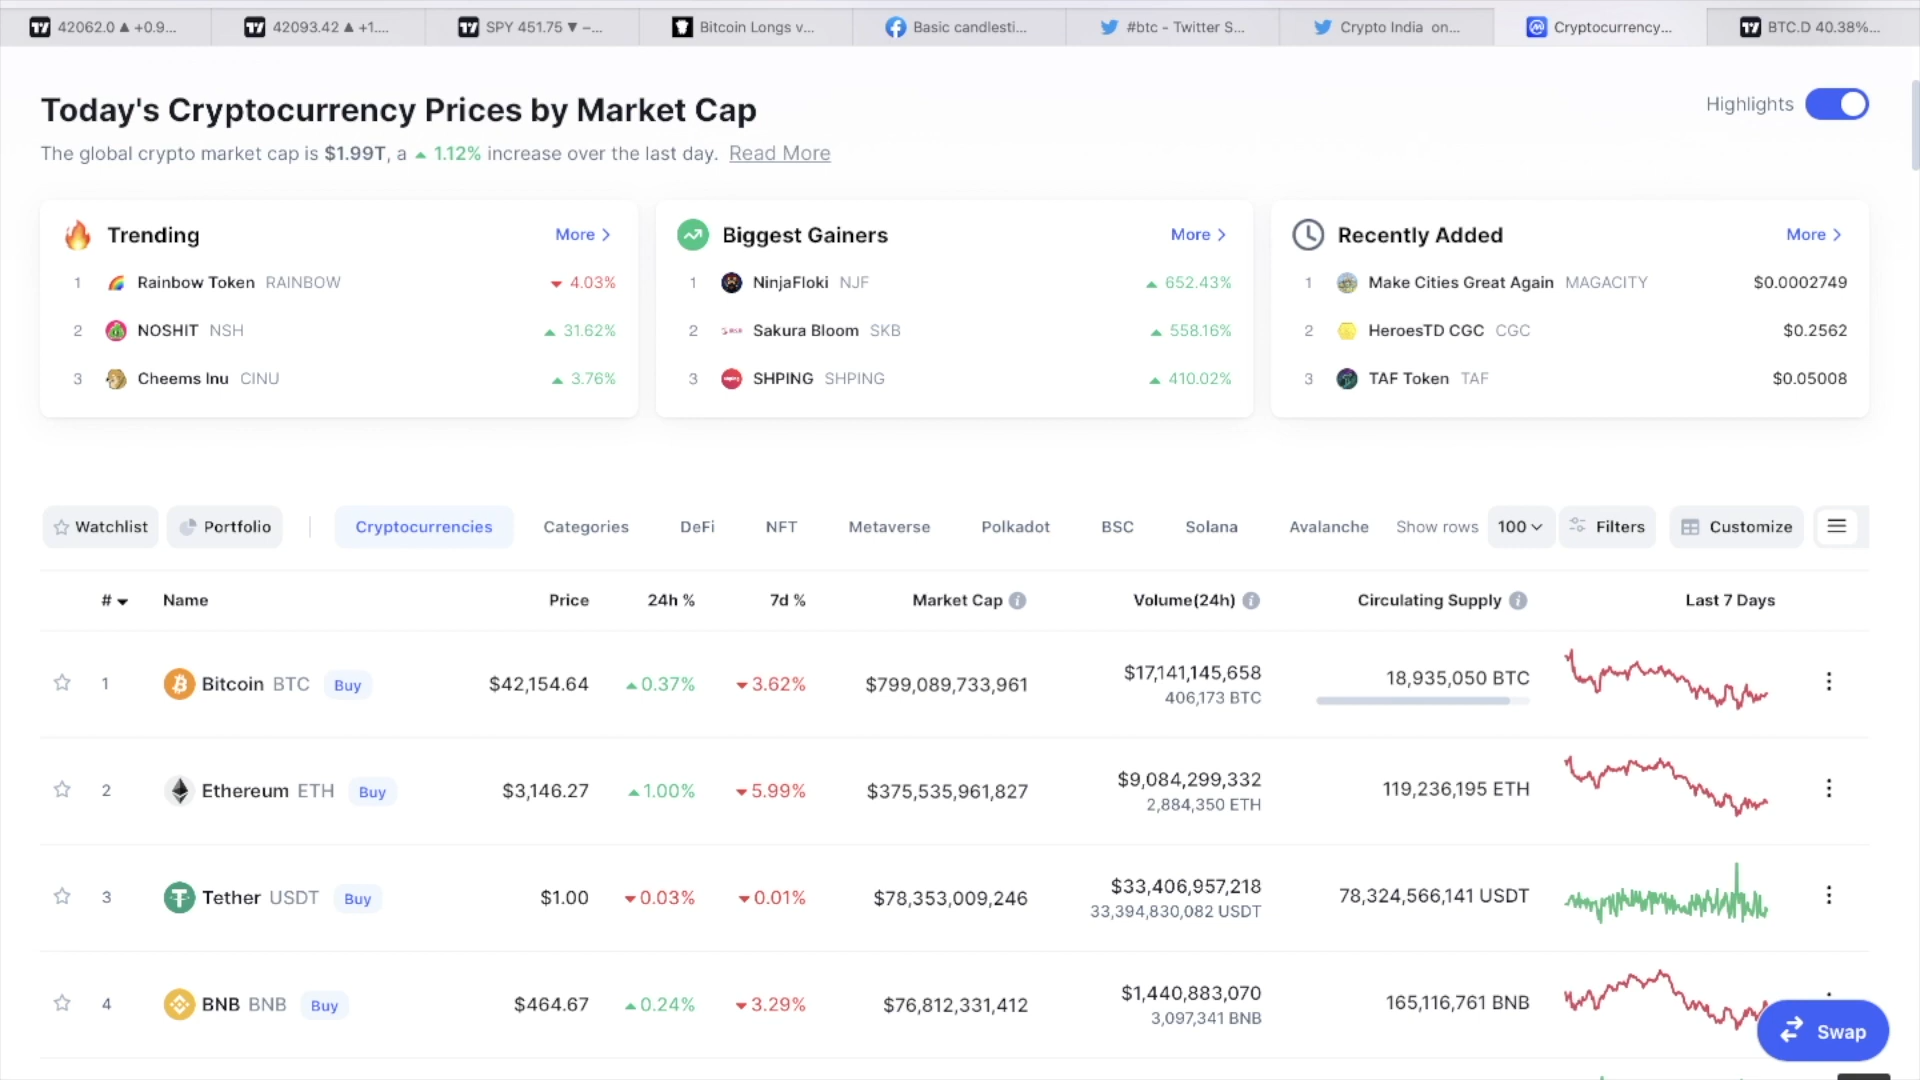 42062.0 ▲ +0.9...
42093.42 ▲ +1....
SPY 451.75 ▼ −...
Bitcoin Longs v...
Basic candlesti...
#btc - Twitter S...
Crypto India on...
Cryptocurrency...
BTC.D 40.38%...
Today's Cryptocurrency Prices by Market Cap
Highlights
The global crypto market cap is $1.99T, a ▲ 1.12% increase over the last day. Read More
Trending More >
1 Rainbow Token RAINBOW ▼ 4.03%
2 NOSHIT NSH ▲ 31.62%
3 Cheems Inu CINU ▲ 3.76%
Biggest Gainers More >
1 NinjaFloki NJF ▲ 652.43%
2 Sakura Bloom SKB ▲ 558.16%
3 SHPING SHPING ▲ 410.02%
Recently Added More >
1 Make Cities Great Again MAGACITY $0.0002749
2 HeroesTD CGC CGC $0.2562
3 TAF Token TAF $0.05008
Watchlist Portfolio Cryptocurrencies Categories DeFi NFT Metaverse Polkadot BSC Solana Avalanche Show rows 100 Filters Customize
# Name Price 24h % 7d % Market Cap Volume(24h) Circulating Supply Last 7 Days
1 Bitcoin BTC Buy $42,154.64 ▲0.37% ▼3.62% $799,089,733,961 $17,141,145,658 18,935,050 BTC
406,173 BTC
2 Ethereum ETH Buy $3,146.27 ▲1.00% ▼5.99% $375,535,961,827 $9,084,299,332 119,236,195 ETH
2,884,350 ETH
3 Tether USDT Buy $1.00 ▼0.03% ▼0.01% $78,353,009,246 $33,406,957,218 78,324,566,141 USDT
33,394,830,082 USDT
4 BNB BNB Buy $464.67 ▲0.24% ▼3.29% $76,812,331,412 $1,440,883,070 165,116,761 BNB
3,097,341 BNB
Swap